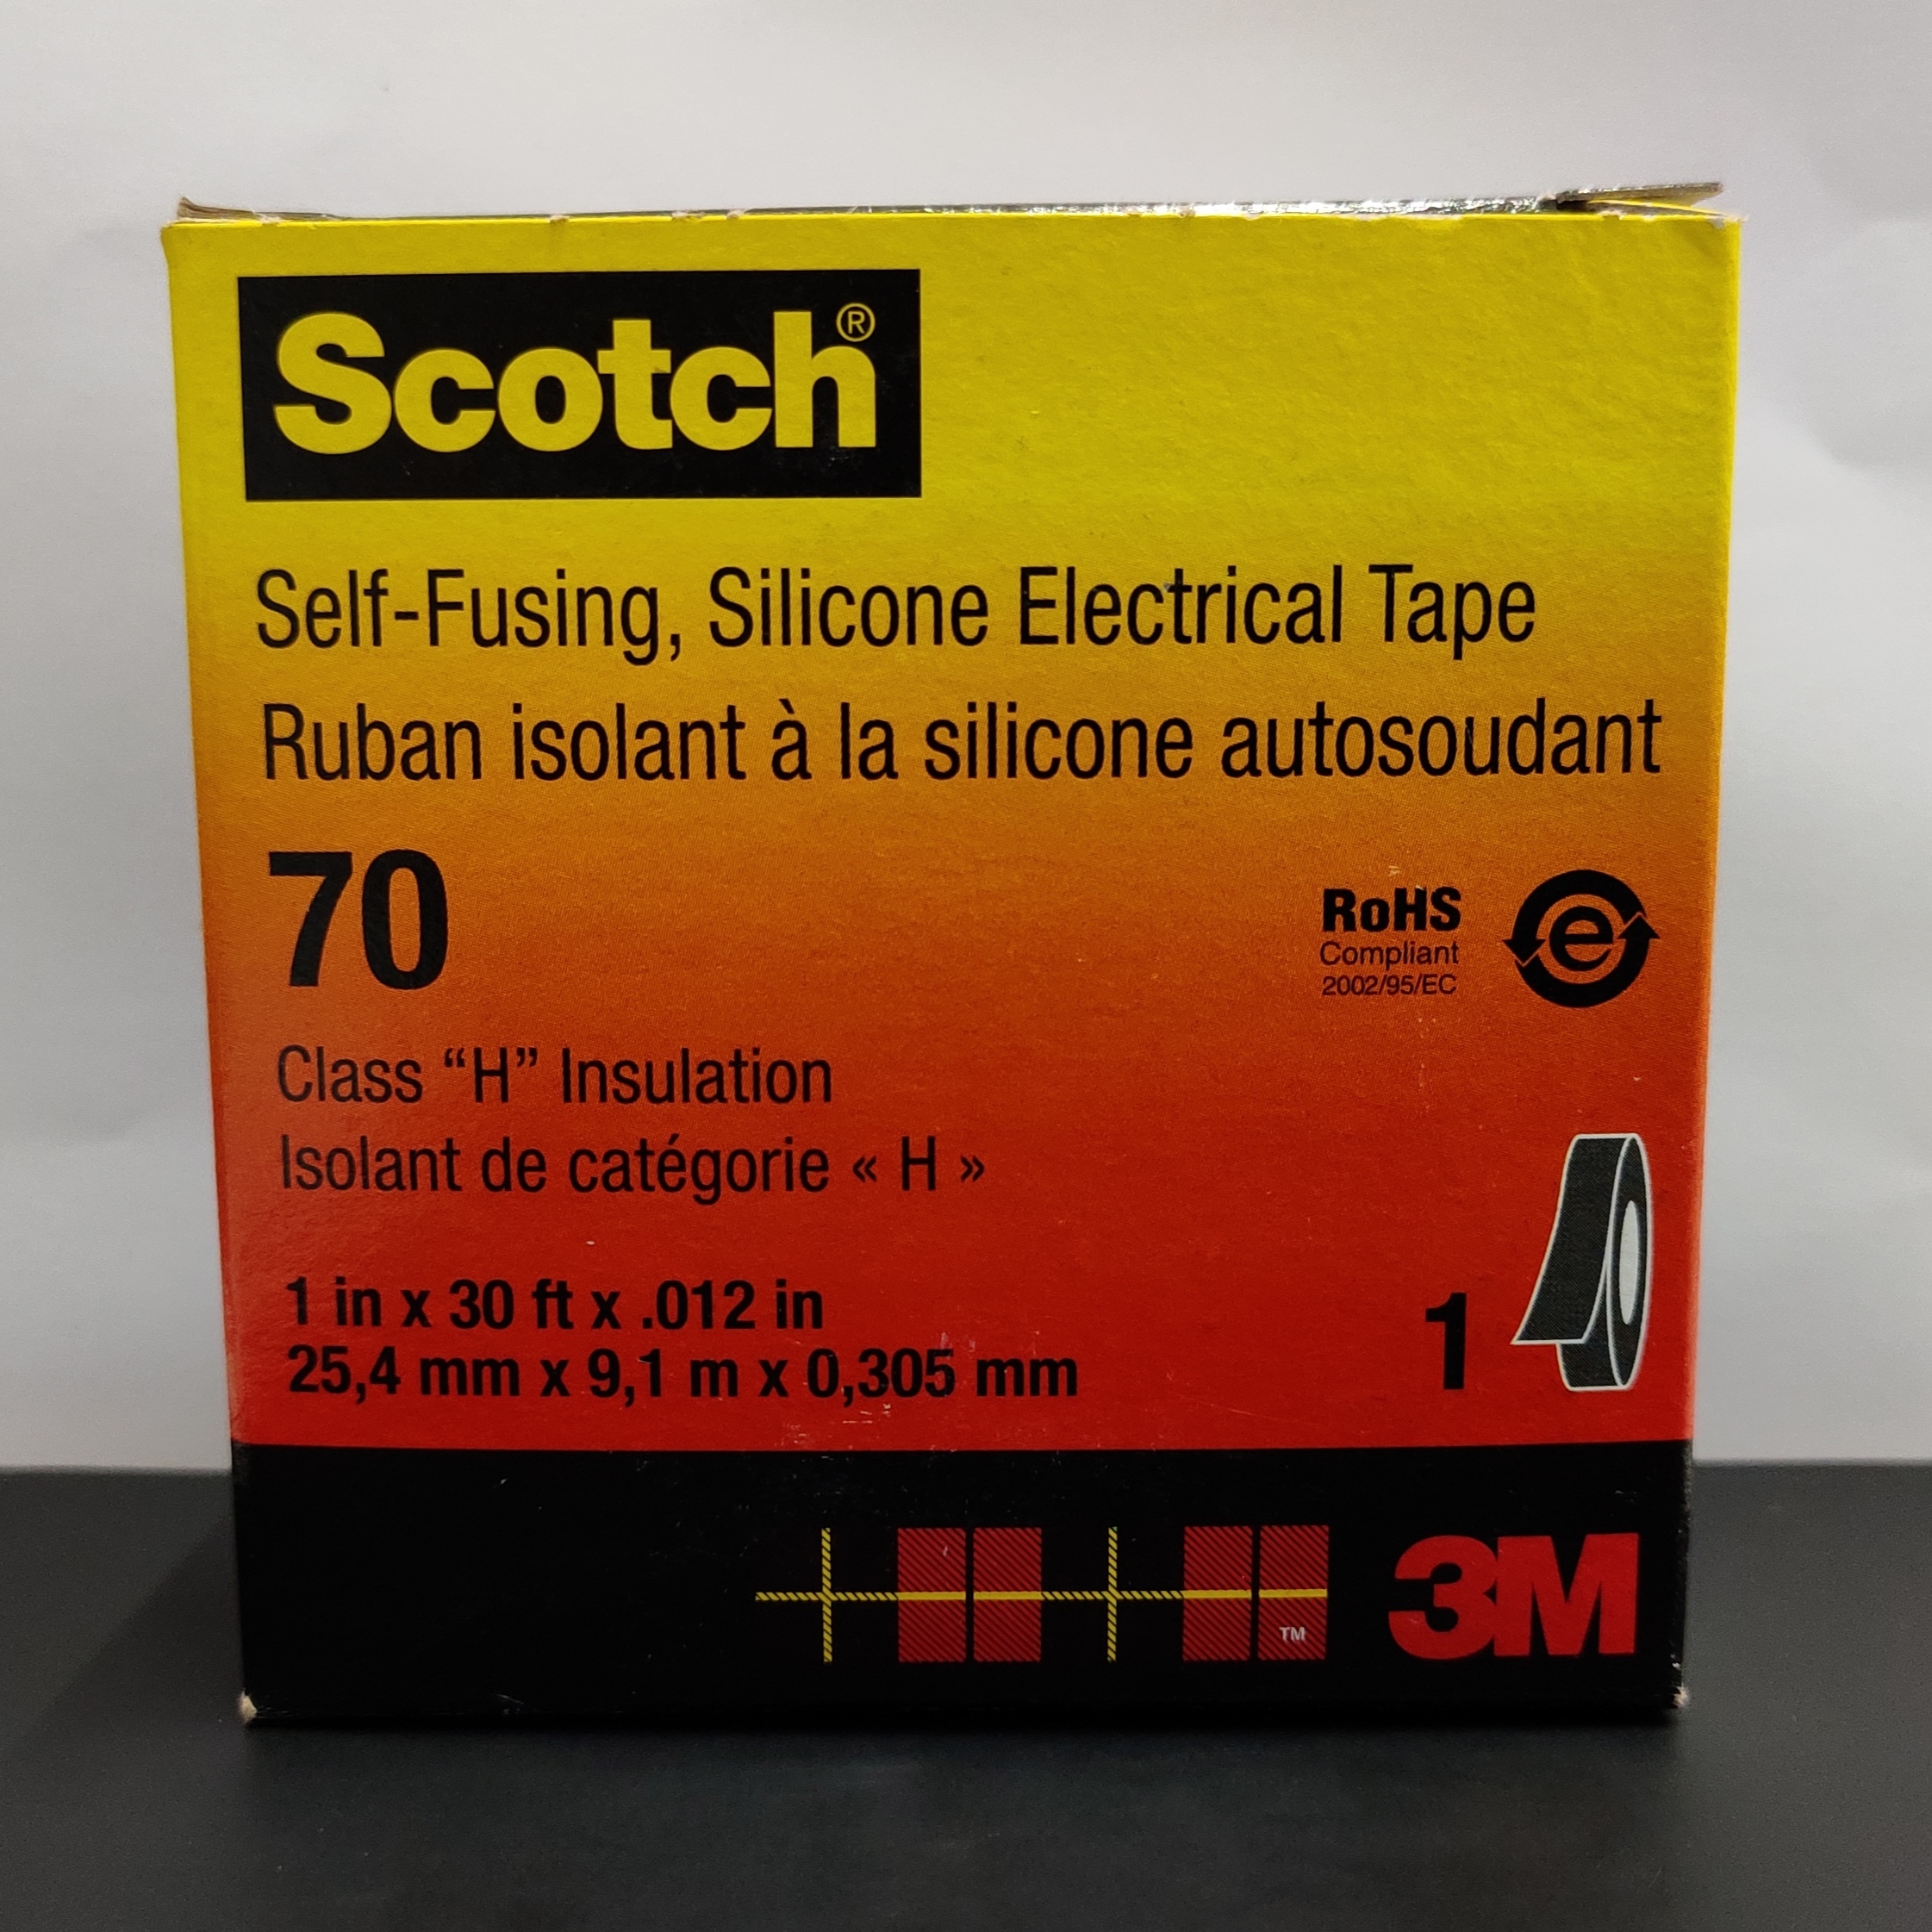 Scotch®
Self-Fusing, Silicone Electrical Tape
Ruban isolant à la silicone autosoudant
70
RoHS
Compliant
2002/95/EC
e
Class “H” Insulation
Isolant de catégorie « H »
1 in x 30 ft x .012 in
25,4 mm x 9,1 m x 0,305 mm
1
TM
3M